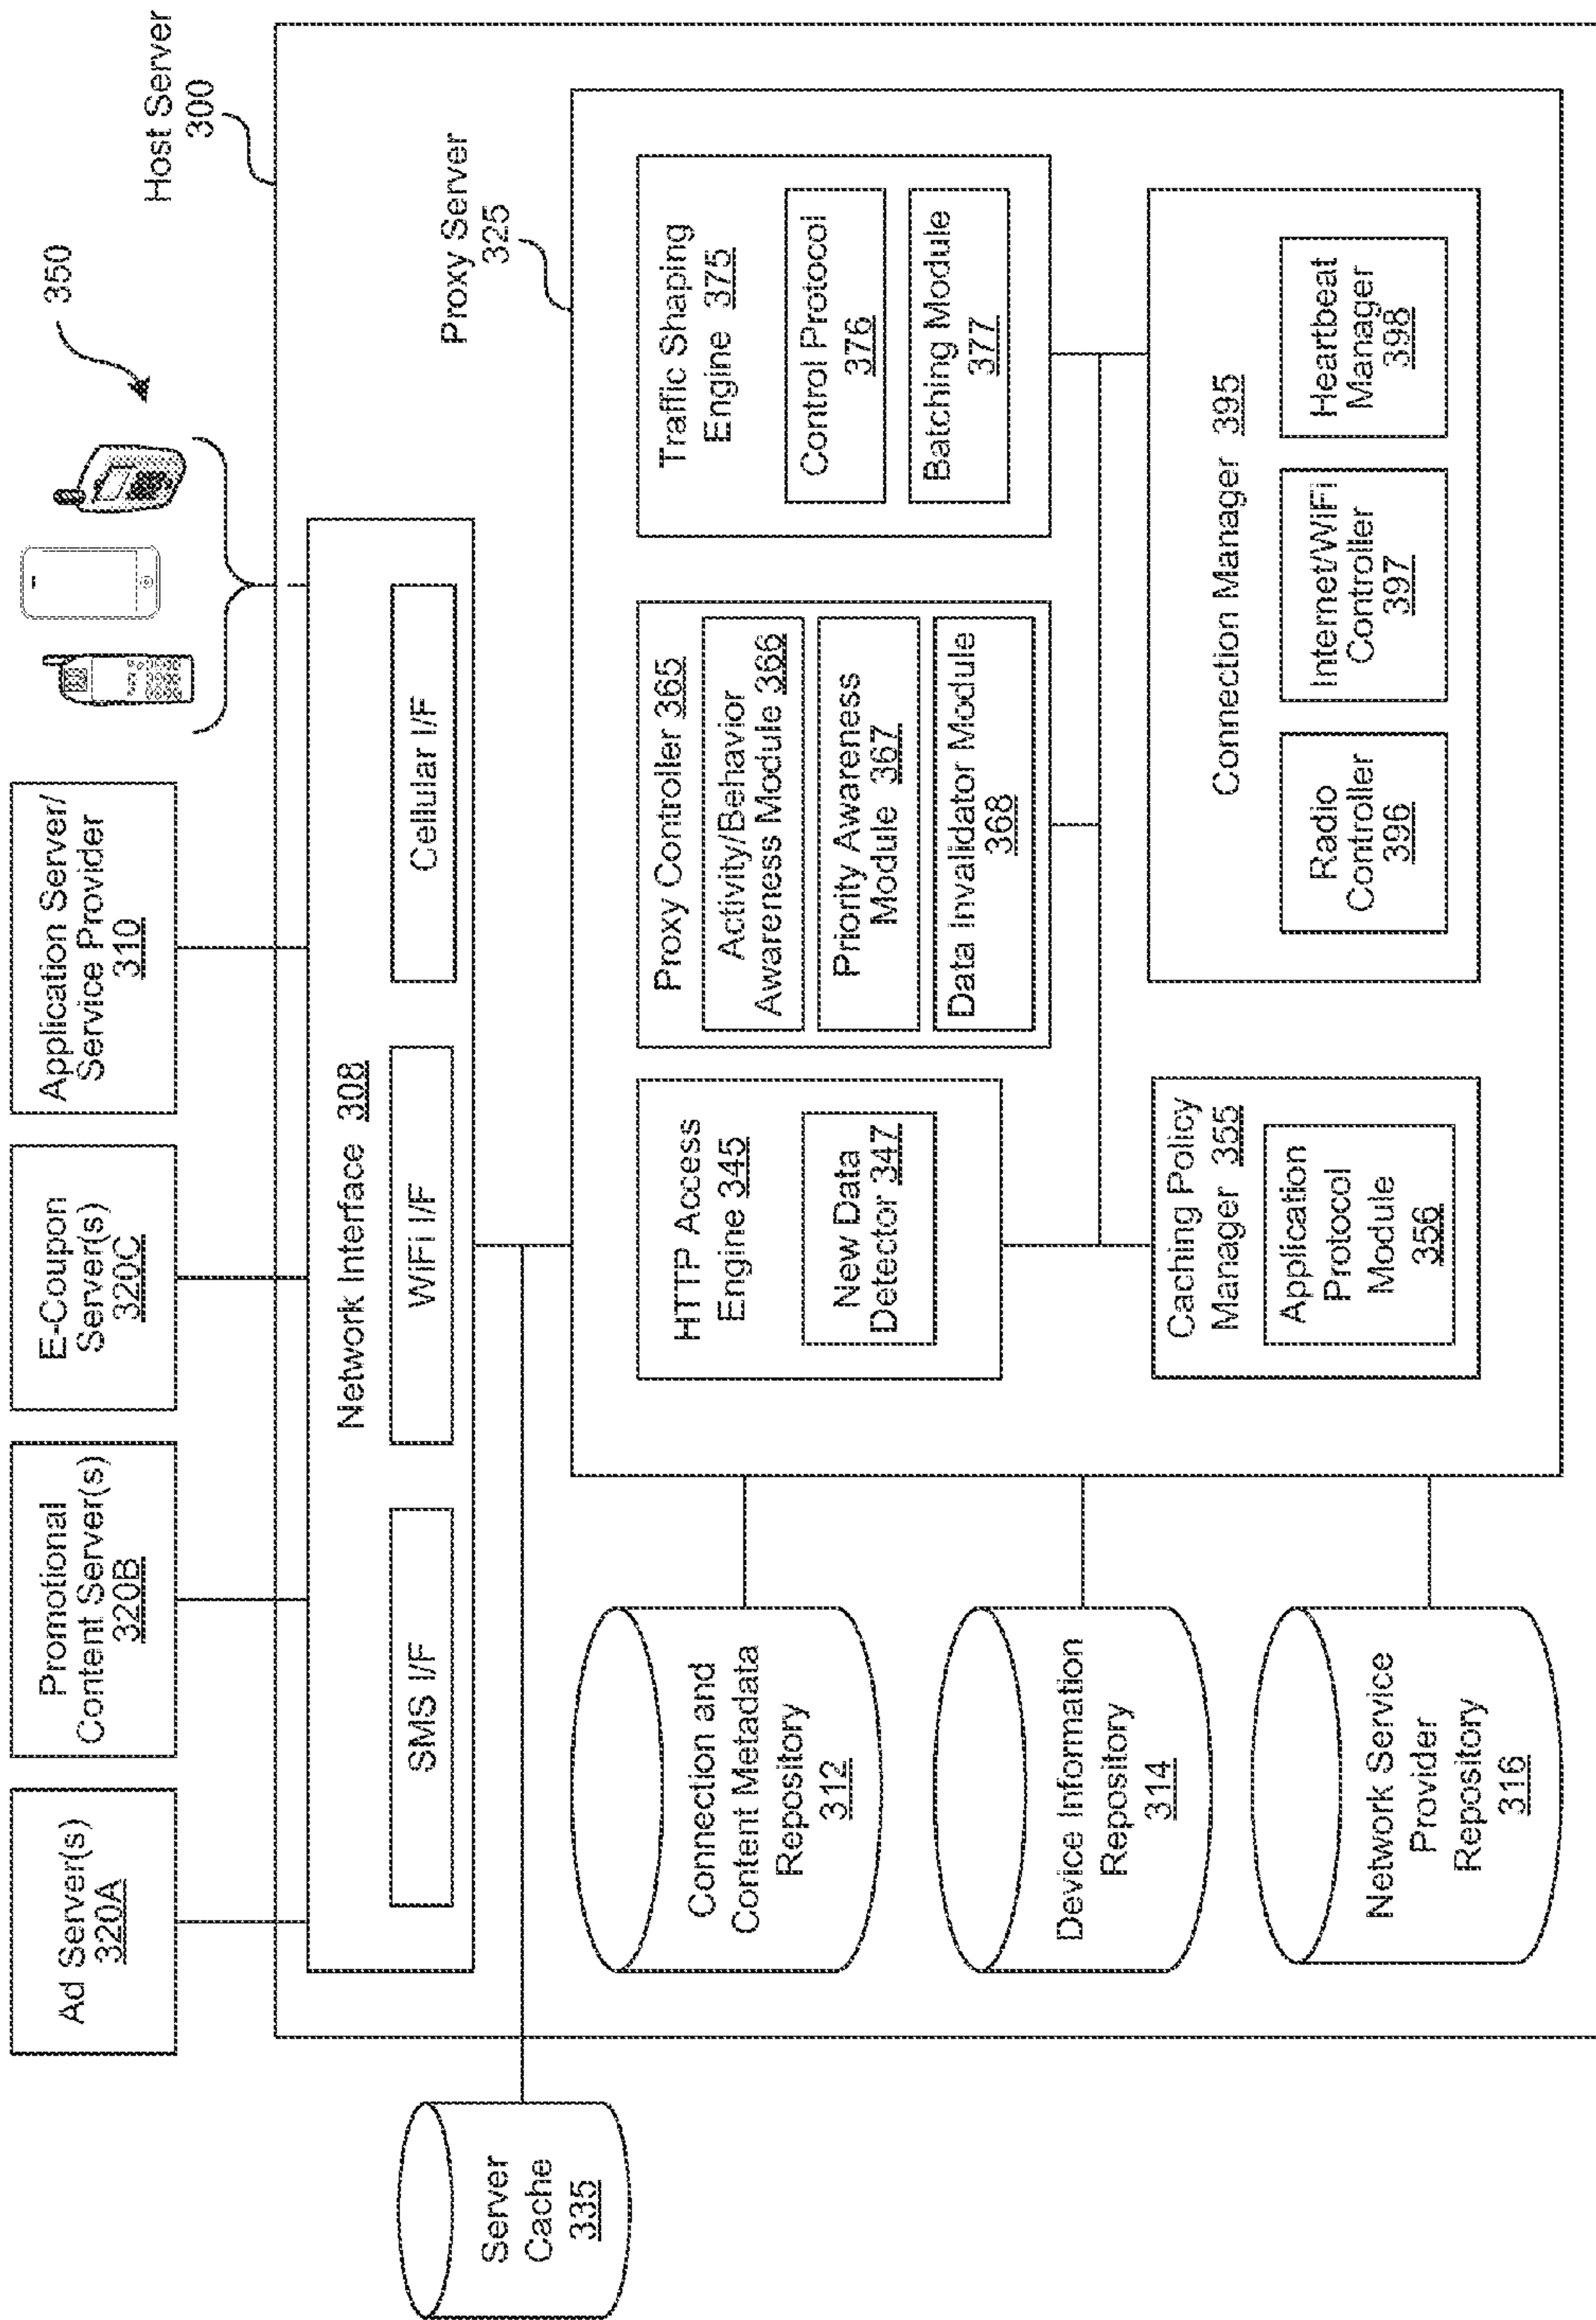 Ad Server(s)
320A
Promotional
Content Server(s)
320B
E-Coupon
Server(s)
320C
Application Server/
Service Provider
310
350
Host Server
300
Network Interface 308
SMS I/F
WiFi I/F
Cellular I/F
Server
Cache
335
Proxy Server
325
Connection and
Content Metadata
Repository
312
Device Information
Repository
314
Network Service
Provider
Repository
316
HTTP Access
Engine 345
New Data
Detector 347
Proxy Controller 365
Activity/Behavior
Awareness Module 366
Priority Awareness
Module 367
Data Invalidator Module
368
Traffic Shaping
Engine 375
Control Protocol
376
Batching Module
377
Caching Policy
Manager 355
Application
Protocol
Module
356
Connection Manager 395
Radio
Controller
396
Internet/WiFi
Controller
397
Heartbeat
Manager
398